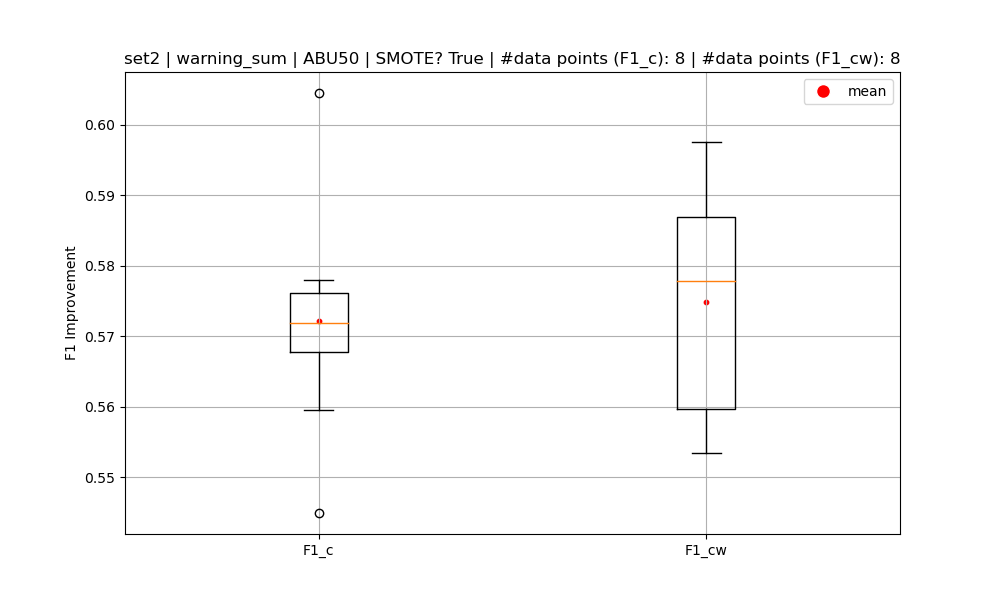 set2 | warning_sum | ABU50 | SMOTE? True | #data points (F1_c): 8 | #data points (F1_cw): 8
mean
F1 Improvement
0.60
0.59
0.58
0.57
0.56
0.55
F1_c
F1_cw